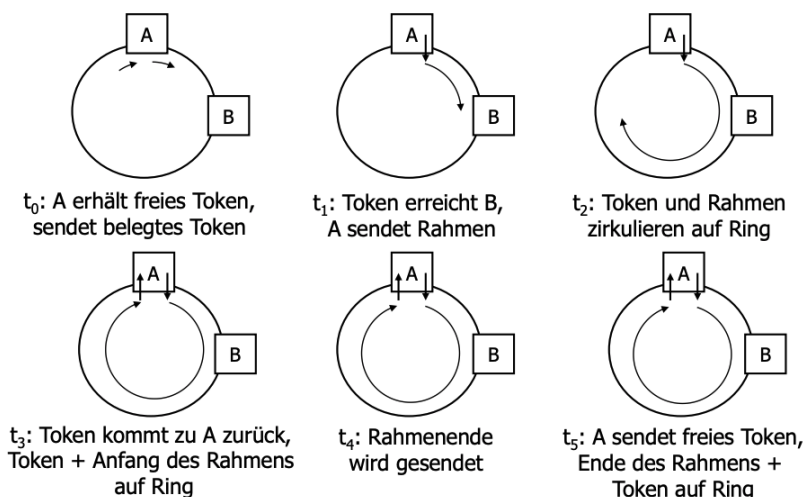 A
B
t₀: A erhält freies Token,
sendet belegtes Token
A
B
t₁: Token erreicht B,
A sendet Rahmen
A
B
t₂: Token und Rahmen
zirkulieren auf Ring
A
B
t₃: Token kommt zu A zurück,
Token + Anfang des Rahmens
auf Ring
A
B
t₄: Rahmenende
wird gesendet
A
B
t₅: A sendet freies Token,
Ende des Rahmens +
Token auf Ring